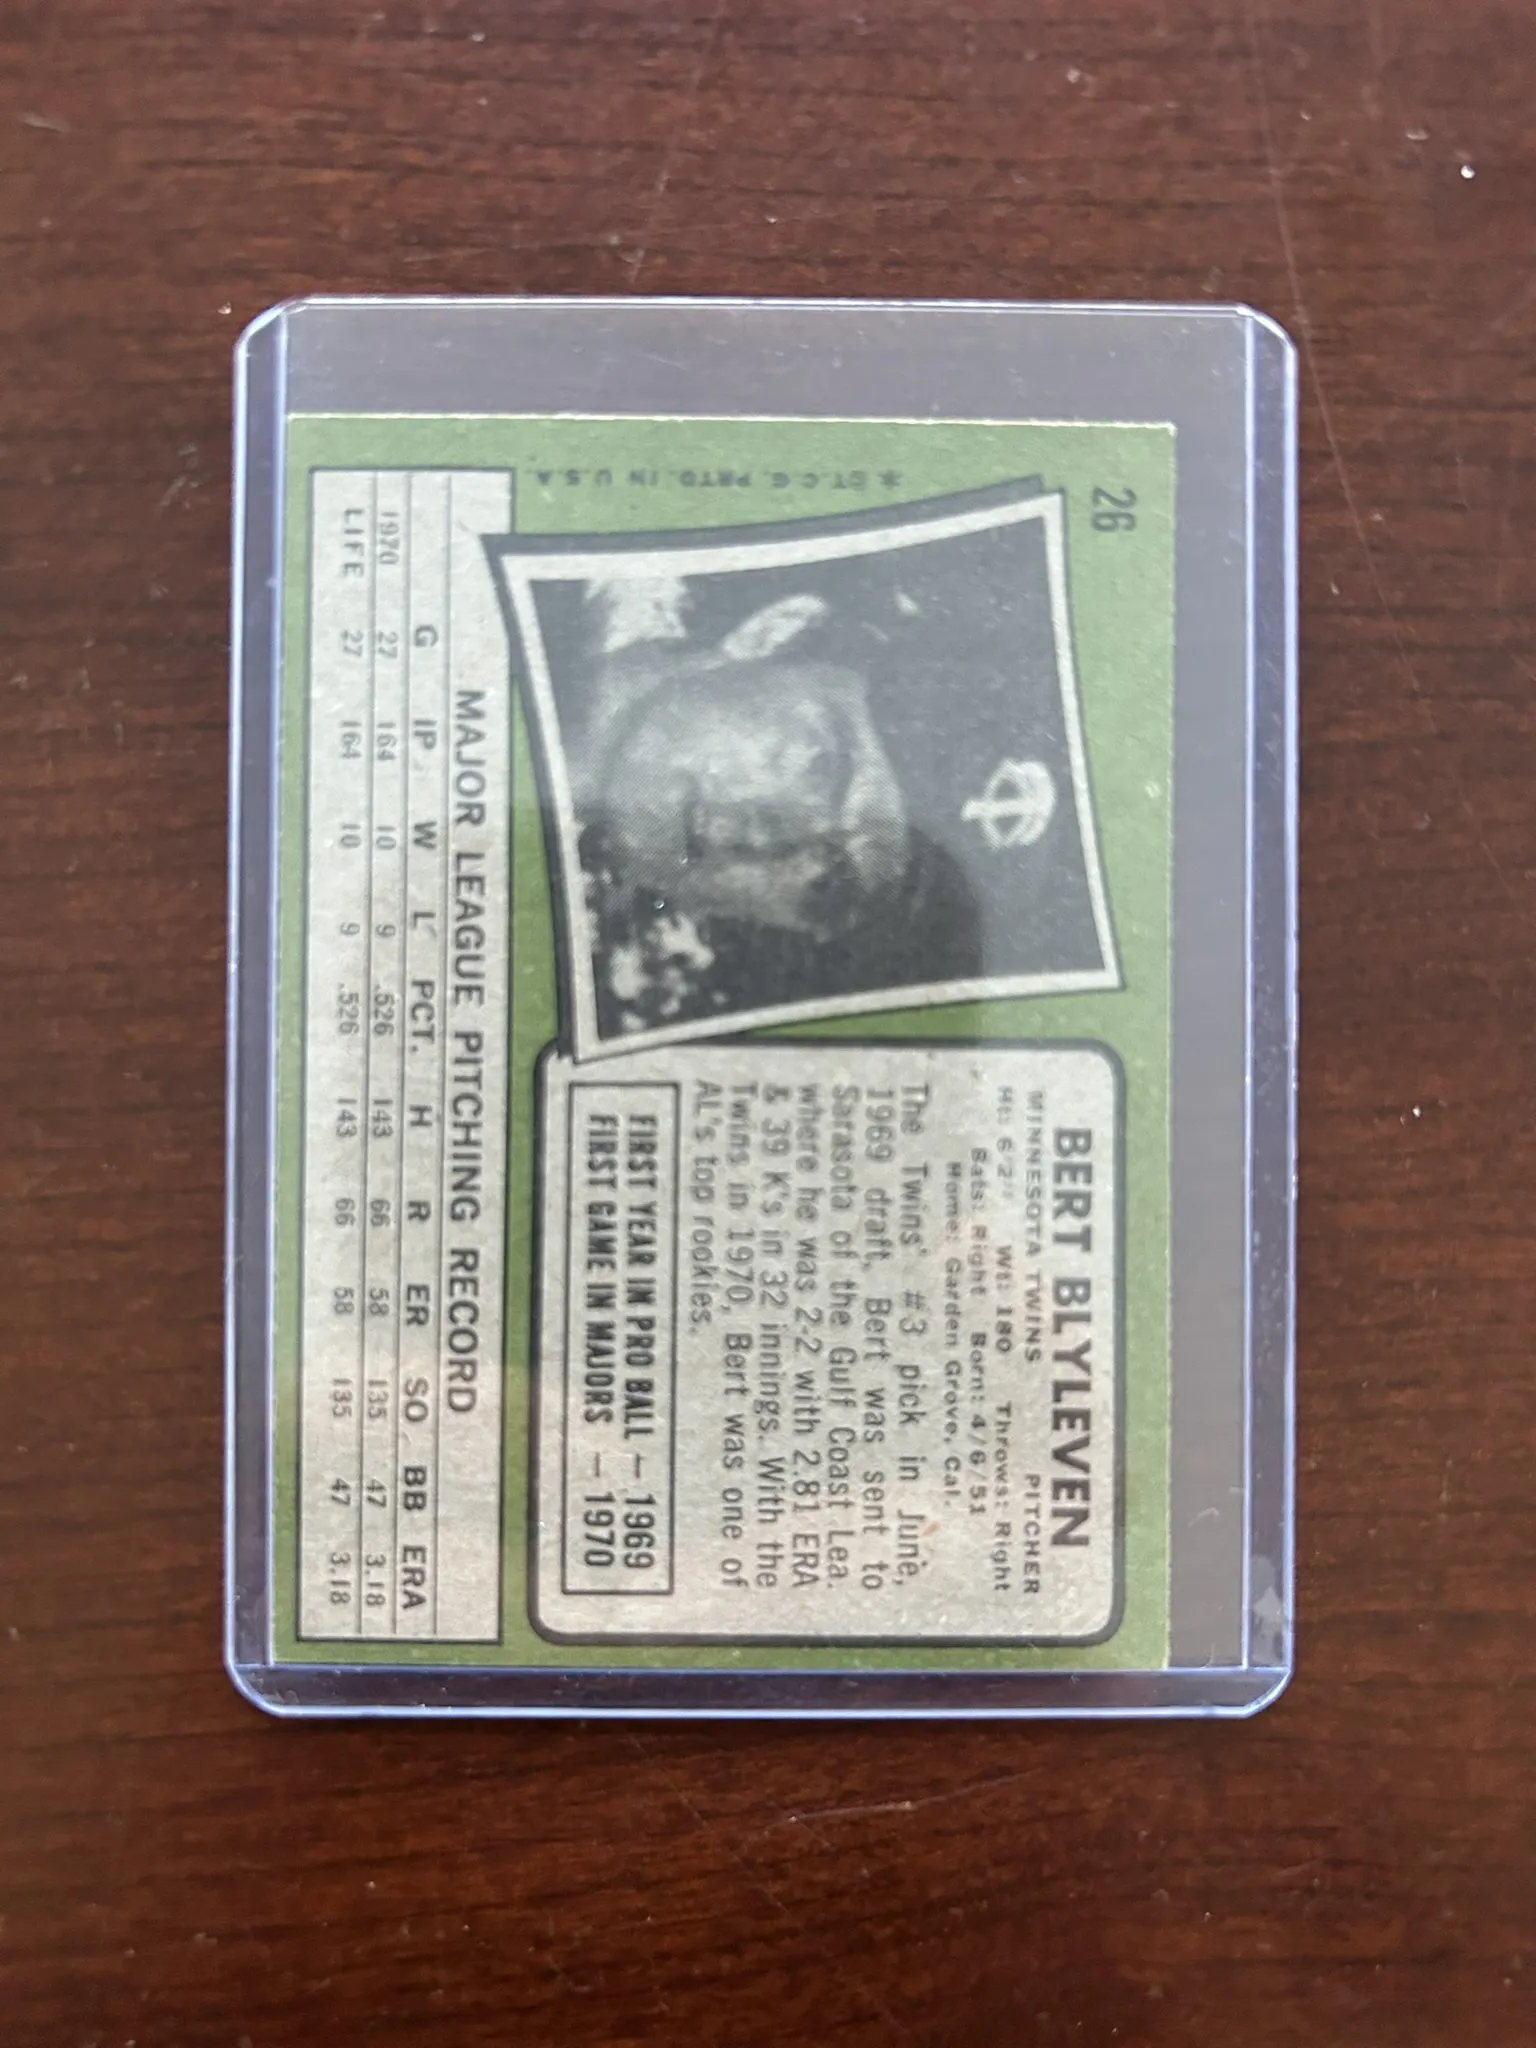 26
BERT BLYLEVEN
MINNESOTA TWINS PITCHER
Ht: 6'2" Wt: 180 Throws: Right
Bats: Right Born: 4/6/51
Home: Garden Grove, Cal.
The Twins' #3 pick in June,
1969 draft, Bert was sent to
Sarasota of the Gulf Coast Lea.
where he was 2-2 with 2.81 ERA
& 39 K's in 32 innings. With the
Twins in 1970, Bert was one of
AL's top rookies.
FIRST YEAR IN PRO BALL — 1969
FIRST GAME IN MAJORS — 1970
*©T.C.G. PRTD. IN U.S.A.
MAJOR LEAGUE PITCHING RECORD
G IP W L PCT. H R ER SO BB ERA
1970 27 164 10 9 .526 143 66 58 135 47 3.18
LIFE 27 164 10 9 .526 143 66 58 135 47 3.18